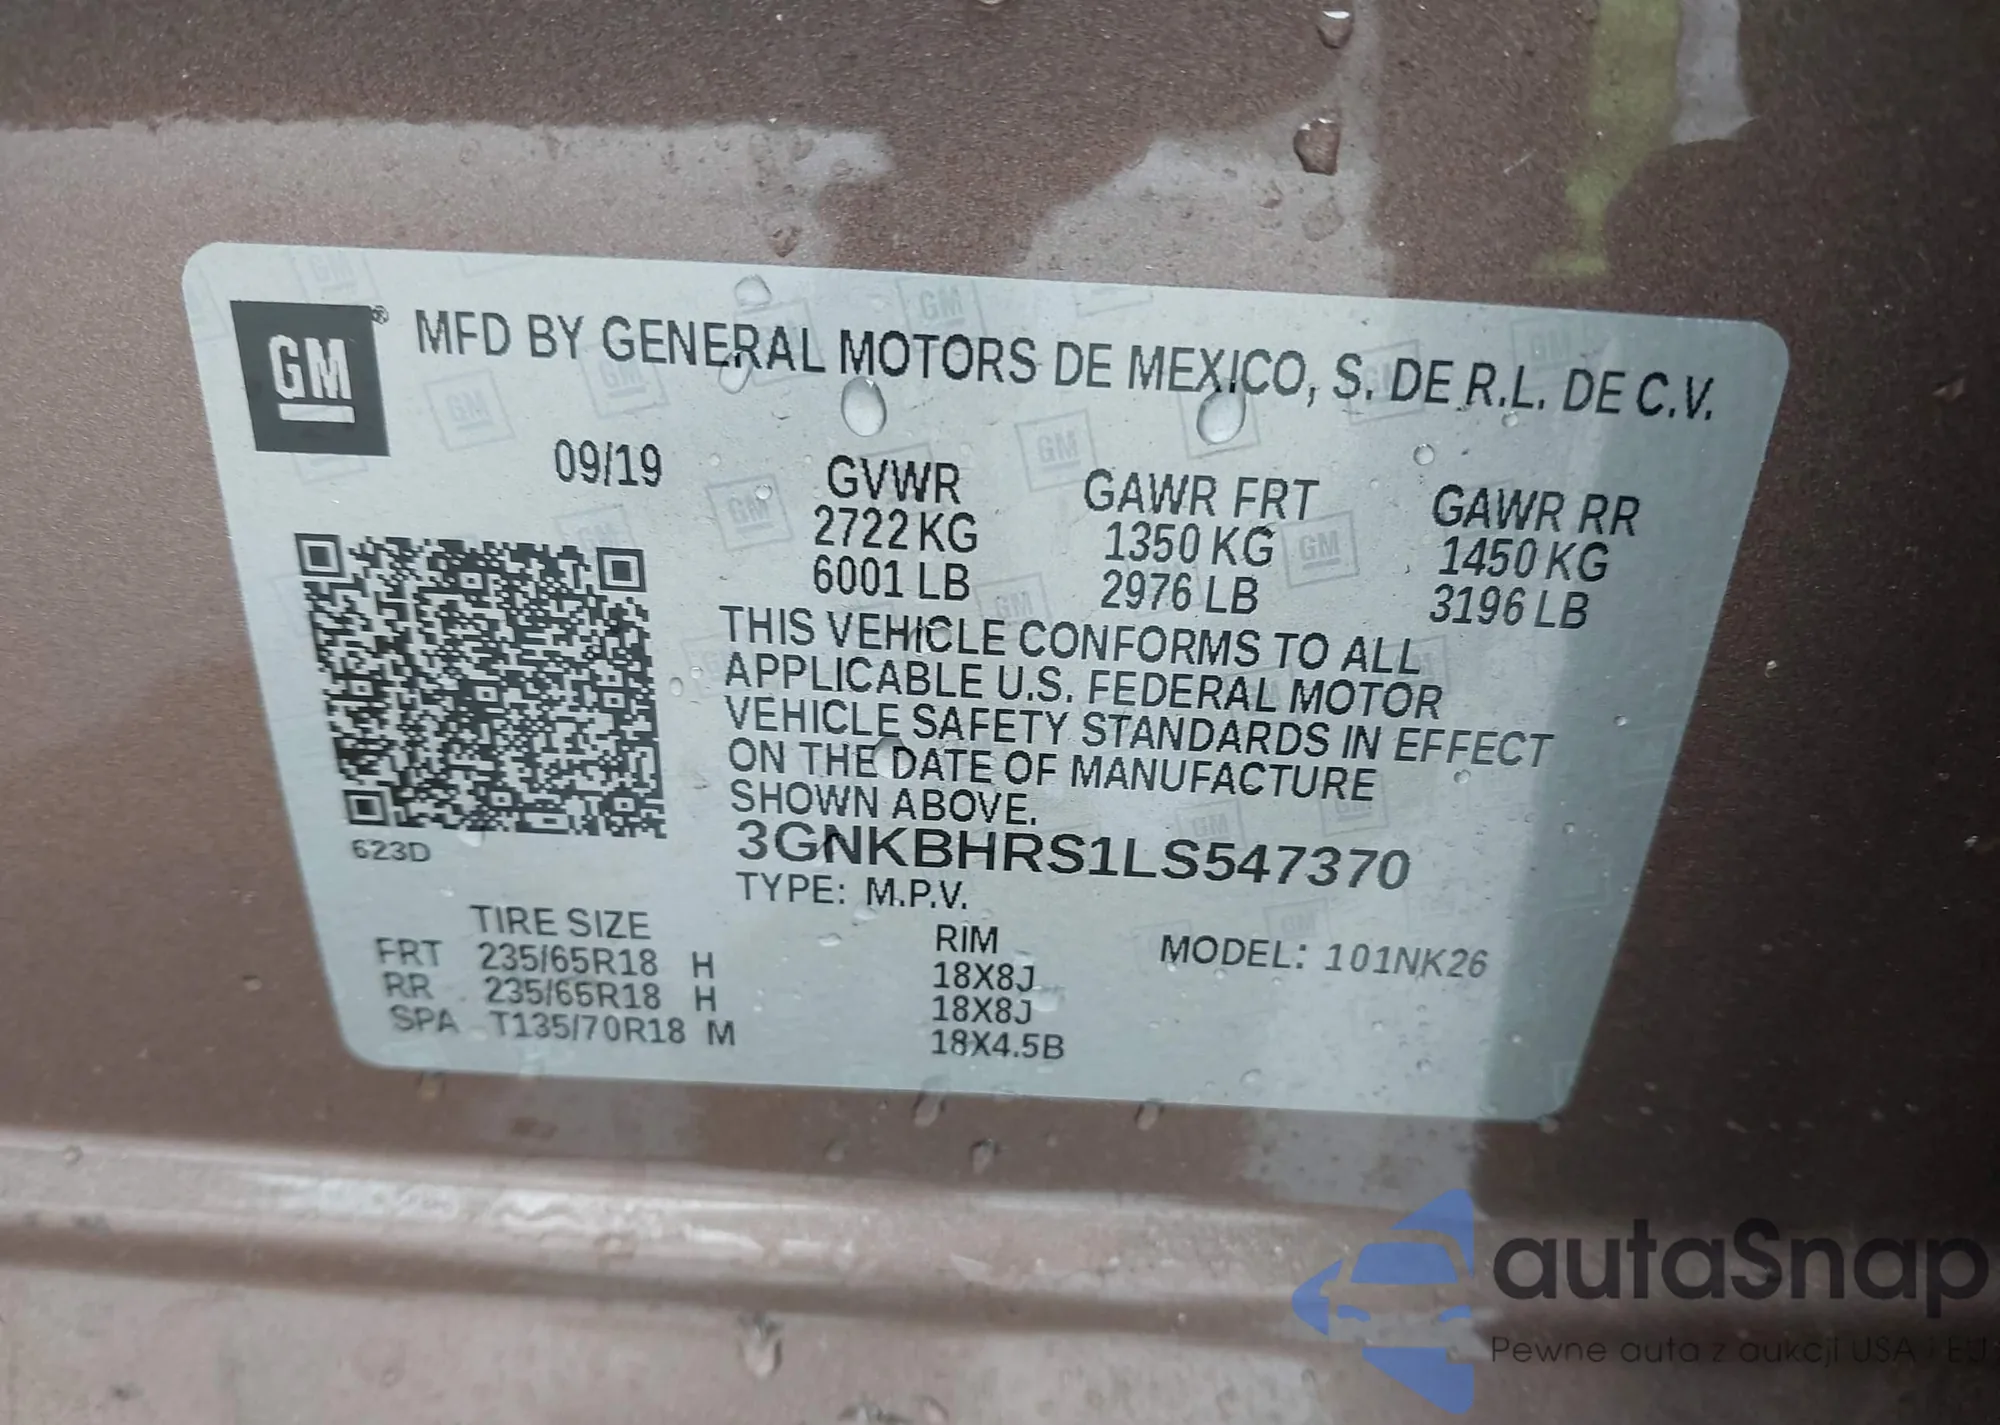 GM ® MFD BY GENERAL MOTORS DE MEXICO, S. DE R.L. DE C.V.
09/19 GVWR GAWR FRT GAWR RR
2722 KG 1350 KG 1450 KG
6001 LB 2976 LB 3196 LB
THIS VEHICLE CONFORMS TO ALL
APPLICABLE U.S. FEDERAL MOTOR
VEHICLE SAFETY STANDARDS IN EFFECT
ON THE DATE OF MANUFACTURE
SHOWN ABOVE.
623D 3GNKBHRS1LS547370
TYPE: M.P.V.
TIRE SIZE RIM MODEL: 101NK26
FRT 235/65R18 H 18X8J
RR 235/65R18 H 18X8J
SPA T135/70R18 M 18X4.5B
autaSnap
Pewne auta z aukcji USA i EU